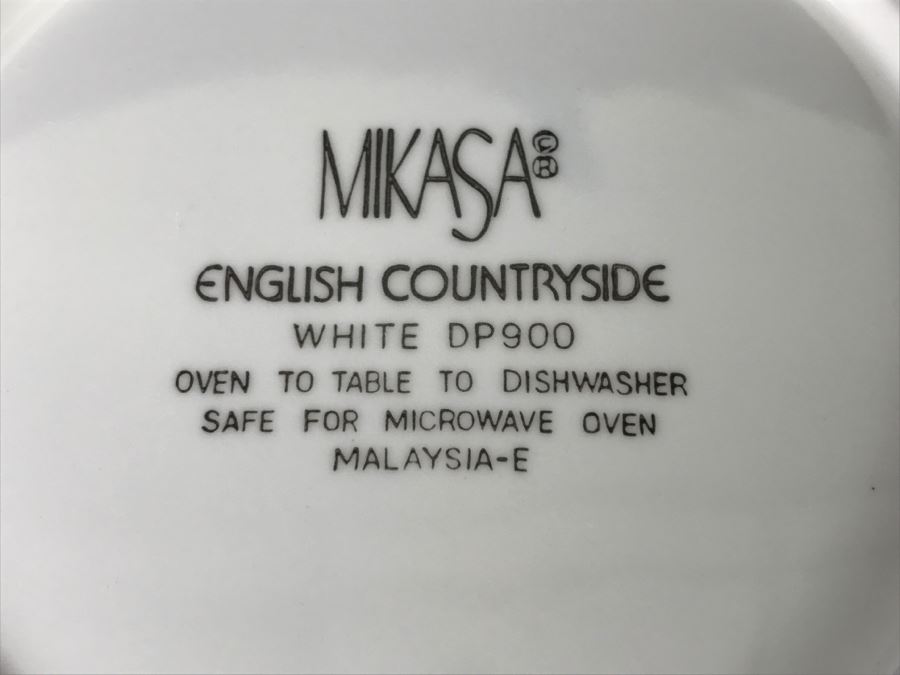 MIKASA©®
ENGLISH COUNTRYSIDE
WHITE DP900
OVEN TO TABLE TO DISHWASHER
SAFE FOR MICROWAVE OVEN
MALAYSIA-E